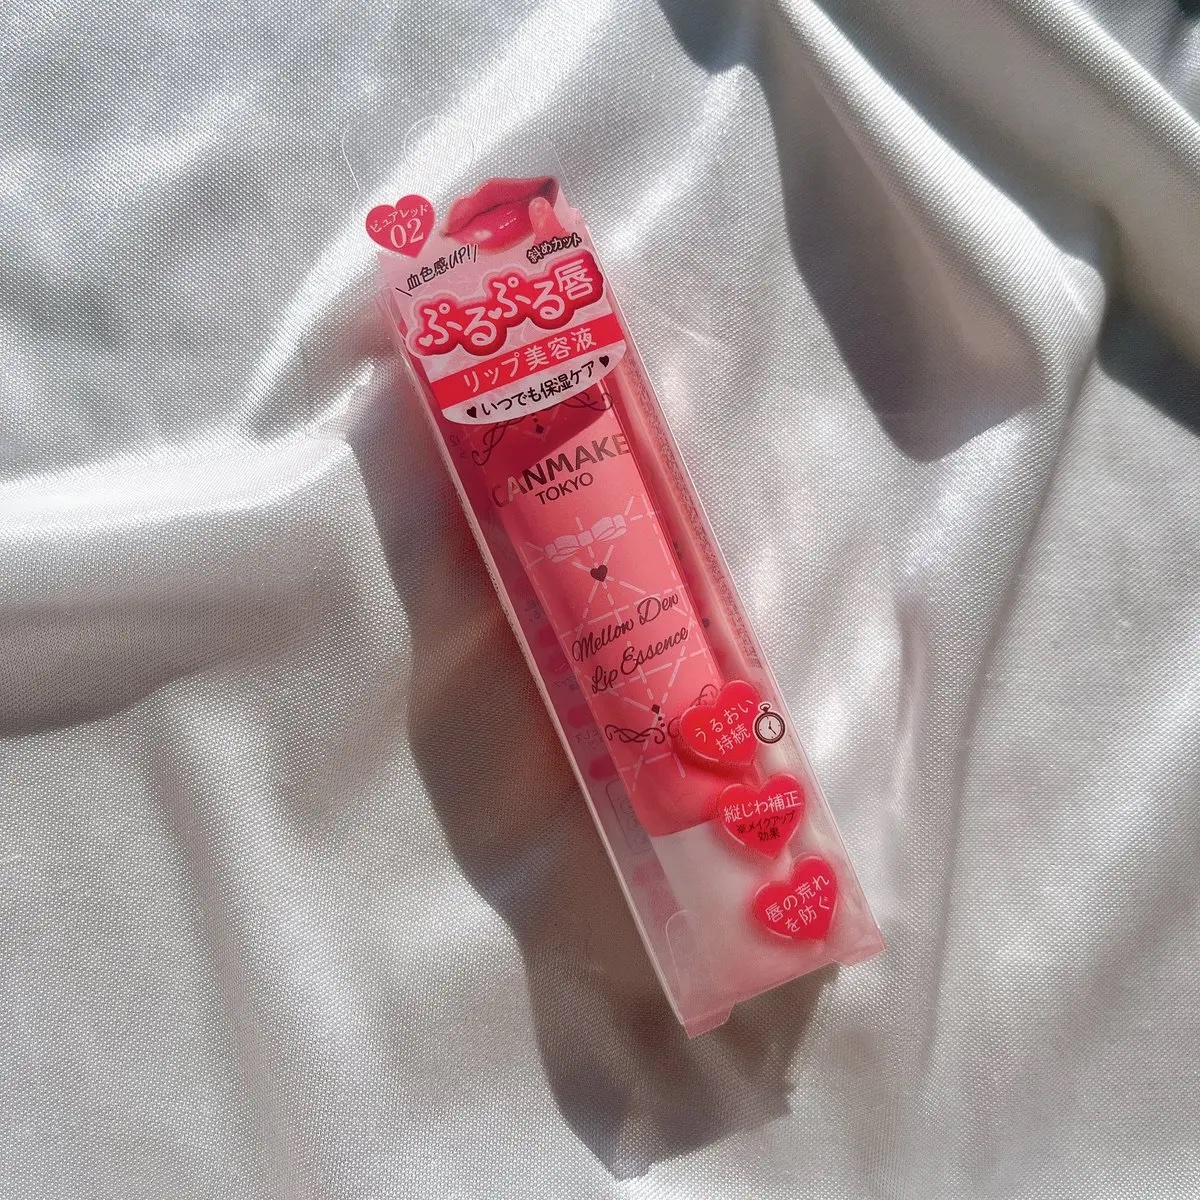 ピュアレッド
02
血色感UP!
斜めカット
ぷるぷる唇
リップ美容液
いつでも保湿ケア
CANMAKE
TOKYO
Mellow Dew
Lip Essence
うるおい
持続
縦じわ補正
※メイクアップ
効果
唇の荒れ
を防ぐ